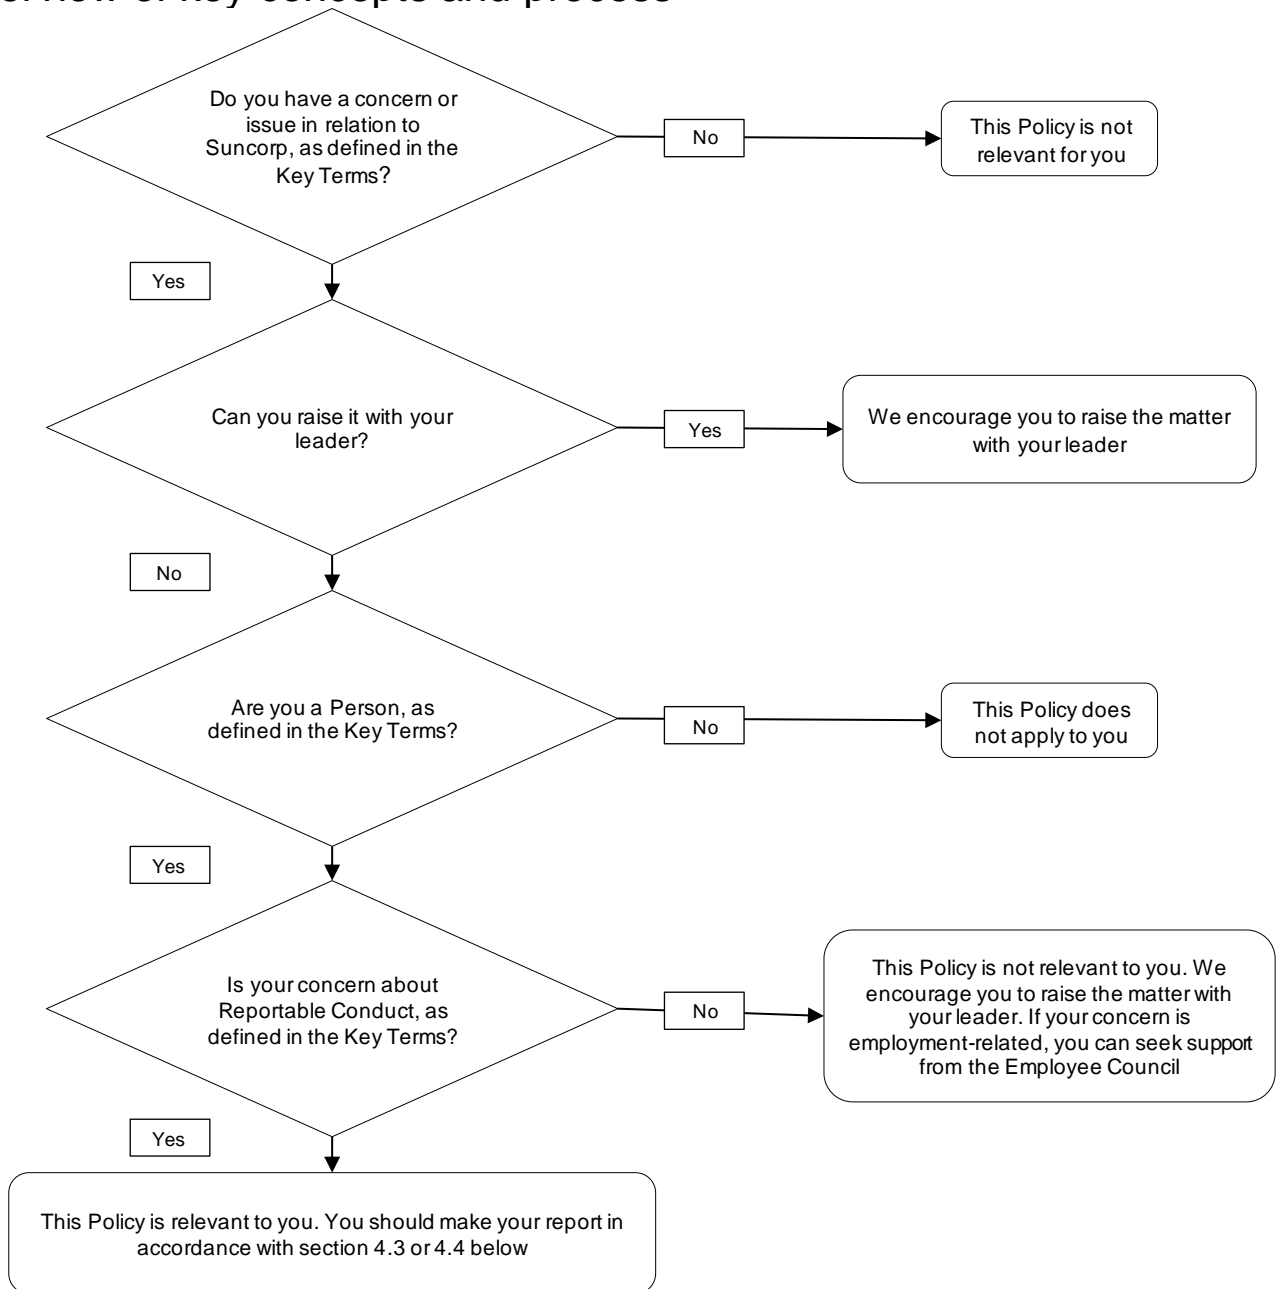 of key concepts and process
Do you have a concern or
issue in relation to
Suncorp, as defined in the
Key Terms?
No
This Policy is not
relevant for you
Yes
Can you raise it with your
leader?
Yes
We encourage you to raise the matter
with your leader
No
Are you a Person, as
defined in the Key Terms?
No
This Policy does
not apply to you
Yes
Is your concern about
Reportable Conduct, as
defined in the Key Terms?
No
This Policy is not relevant to you. We
encourage you to raise the matter with
your leader. If your concern is
employment-related, you can seek support
from the Employee Council
Yes
This Policy is relevant to you. You should make your report in
accordance with section 4.3 or 4.4 below